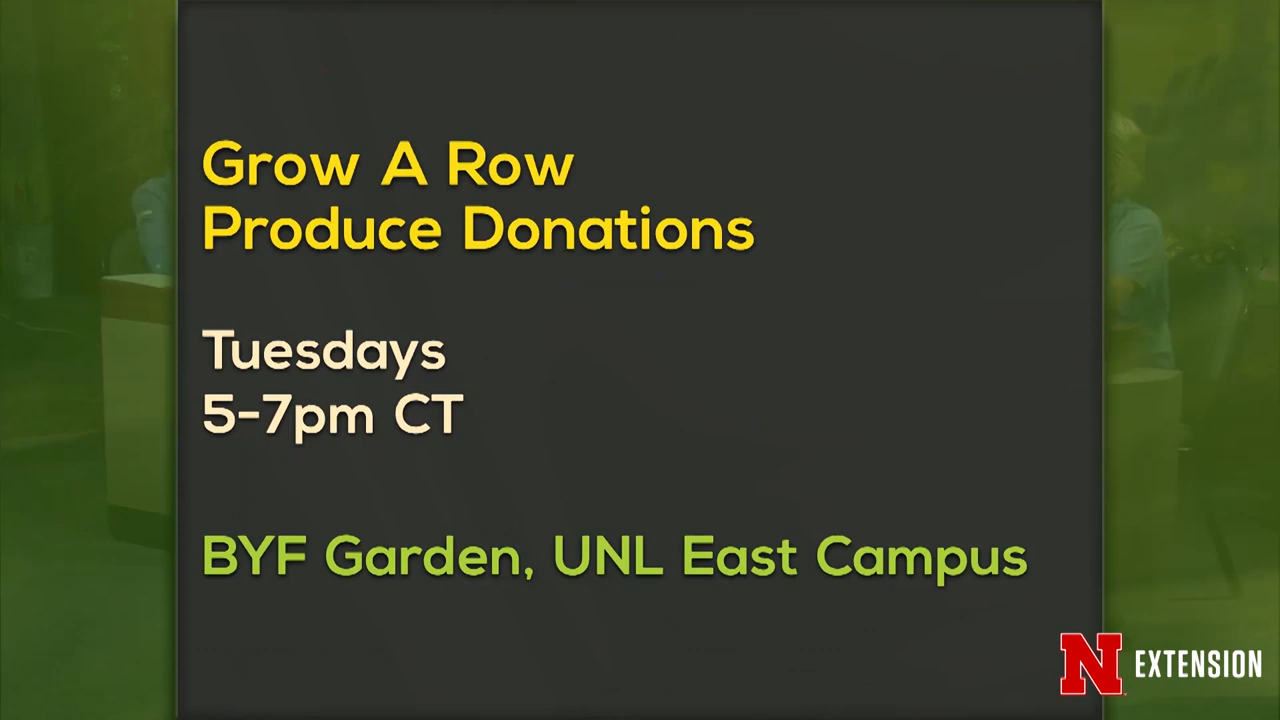 Grow A Row
Produce Donations
Tuesdays
5-7pm CT
BYF Garden, UNL East Campus
N EXTENSION